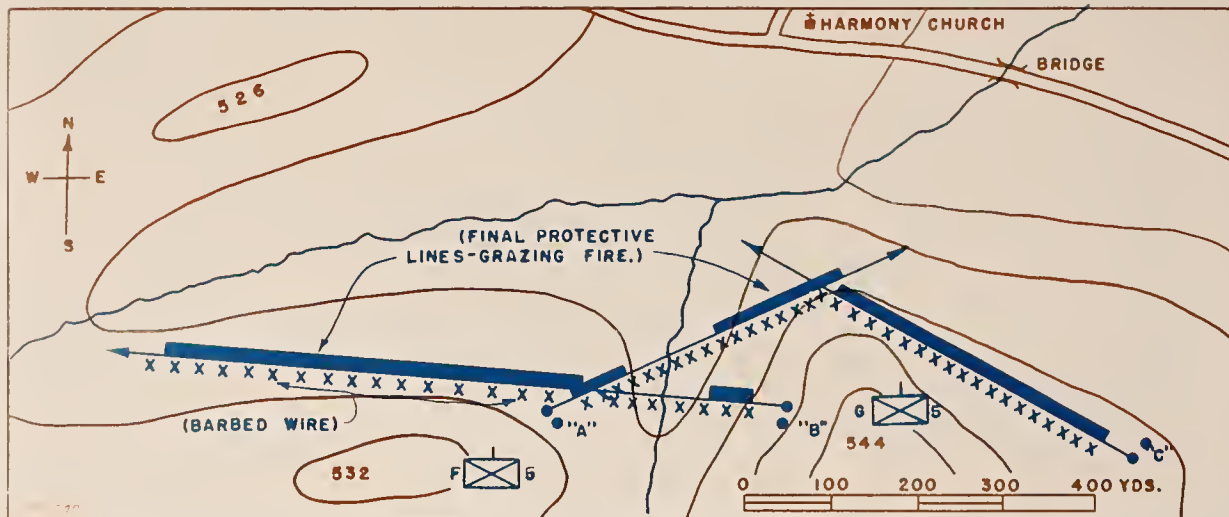 HARMONY CHURCH
BRIDGE
526
N
W E
S
(FINAL PROTECTIVE
LINES-GRAZING FIRE.)
X X X X X X X X X X X X X X X X
(BARBED WIRE)
"A"
"B"
"C"
G 5
544
F 5
532
0 100 200 300 400 YDS.